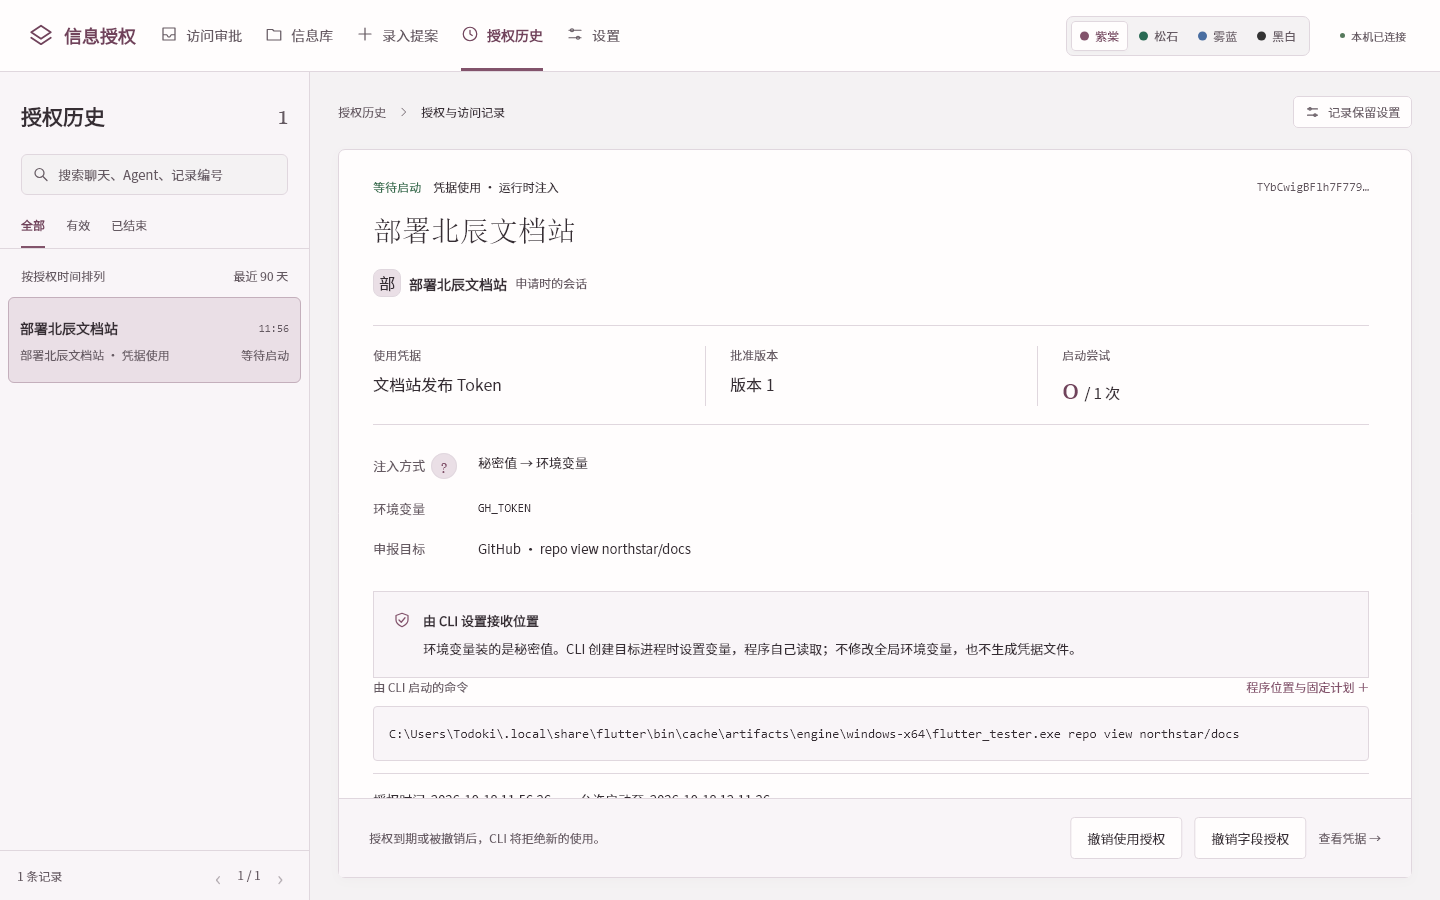 信息授权
访问审批
信息库
录入提案
授权历史
设置
紫棠
松石
雾蓝
黑白
本机已连接
授权历史
1
搜索聊天、Agent、记录编号
全部
有效
已结束
按授权时间排列
最近 90 天
部署北辰文档站
11:56
部署北辰文档站 · 凭据使用
等待启动
1 条记录
1 / 1
授权历史
授权与访问记录
记录保留设置
等待启动 凭据使用 · 运行时注入
TYbCwigBFlh7F779…
部署北辰文档站
部 部署北辰文档站 申请时的会话
使用凭据
文档站发布 Token
批准版本
版本 1
启动尝试
0 / 1 次
注入方式 ? 秘密值 → 环境变量
环境变量 GH_TOKEN
申报目标 GitHub · repo view northstar/docs
由 CLI 设置接收位置
环境变量装的是秘密值。CLI 创建目标进程时设置变量，程序自己读取；不修改全局环境变量，也不生成凭据文件。
由 CLI 启动的命令
程序位置与固定计划 +
C:\Users\Todoki\.local\share\flutter\bin\cache\artifacts\engine\windows-x64\flutter_tester.exe repo view northstar/docs
授权到期或被撤销后，CLI 将拒绝新的使用。
撤销使用授权
撤销字段授权
查看凭据 →